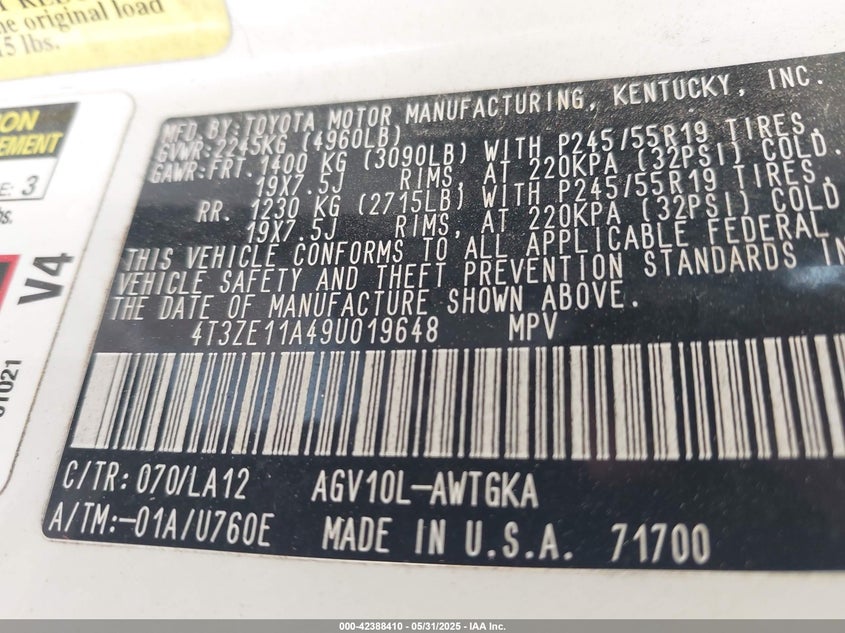 the original load
15 lbs.
E: 3
V4
MFD. BY: TOYOTA MOTOR MANUFACTURING, KENTUCKY, INC.
GVWR: 2245KG (4960LB)
GAWR: FRT. 1400 KG (3090LB) WITH P245/55R19 TIRES,
19X7.5J RIMS, AT 220KPA (32PSI) COLD.
RR. 1230 KG (2715LB) WITH P245/55R19 TIRES,
19X7.5J RIMS, AT 220KPA (32PSI) COLD
THIS VEHICLE CONFORMS TO ALL APPLICABLE FEDERAL
VEHICLE SAFETY AND THEFT PREVENTION STANDARDS IN
THE DATE OF MANUFACTURE SHOWN ABOVE.
4T3ZE11A49U019648 MPV
C/TR: 070/LA12 AGV10L-AWTGKA
A/TM:-01A/U760E MADE IN U.S.A. 71700
000-42388410 - 05/31/2025 - IAA Inc.